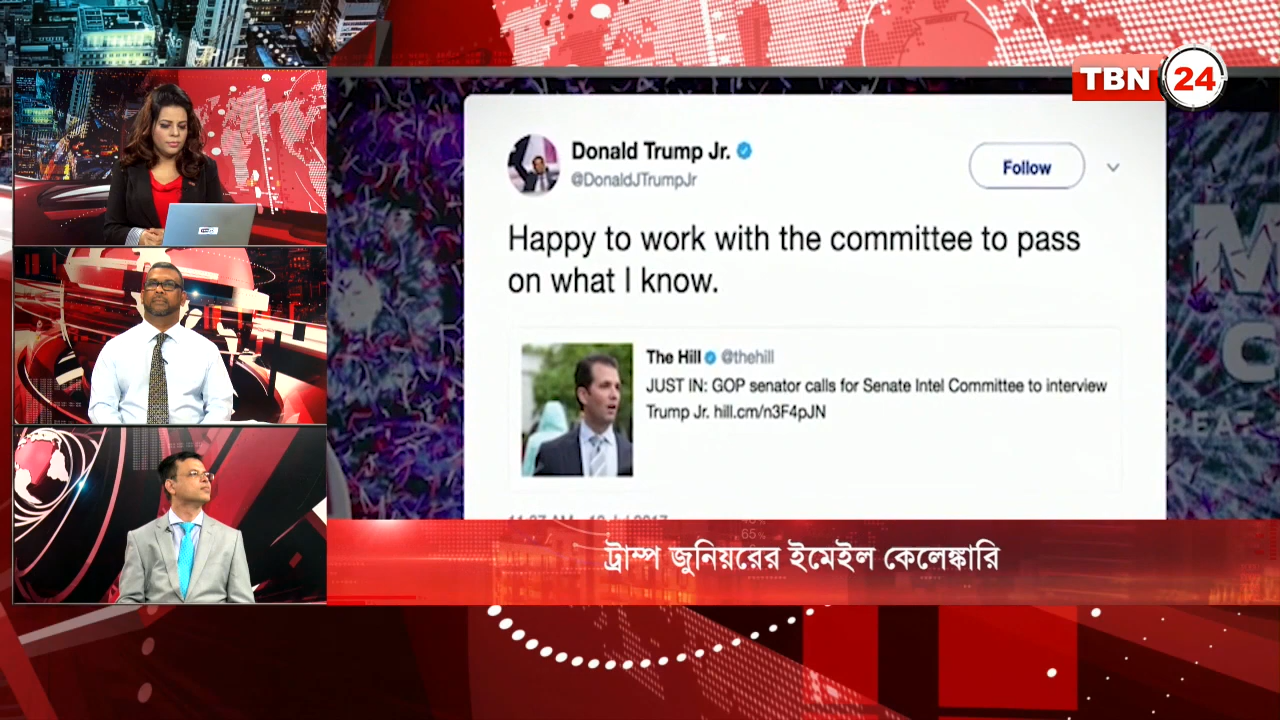 TBN 24
Donald Trump Jr.
@DonaldJTrumpJr
Follow
Happy to work with the committee to pass
on what I know.
The Hill @thehill
JUST IN: GOP senator calls for Senate Intel Committee to interview
Trump Jr. hill.cm/n3F4pJN
ট্রাম্প জুনিয়রের ইমেইল কেলেঙ্কারি